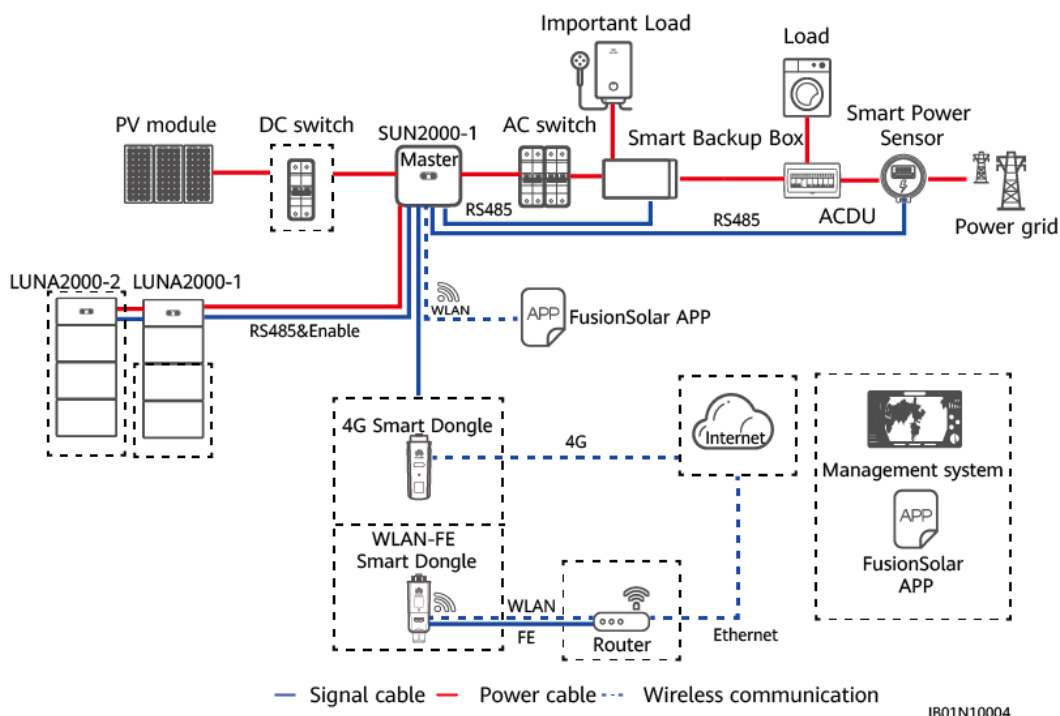 Important Load
Load
PV module
DC switch
SUN2000-1
AC switch
Smart Backup Box
Smart Power
Sensor
Master
RS485
RS485
ACDU
Power grid
LUNA2000-2
LUNA2000-1
WLAN
APP
FusionSolar APP
RS485&Enable
4G Smart Dongle
4G
Internet
Management system
APP
FusionSolar
APP
WLAN-FE
Smart Dongle
WLAN
FE
Router
Ethernet
Signal cable
Power cable
Wireless communication
IB01N10004